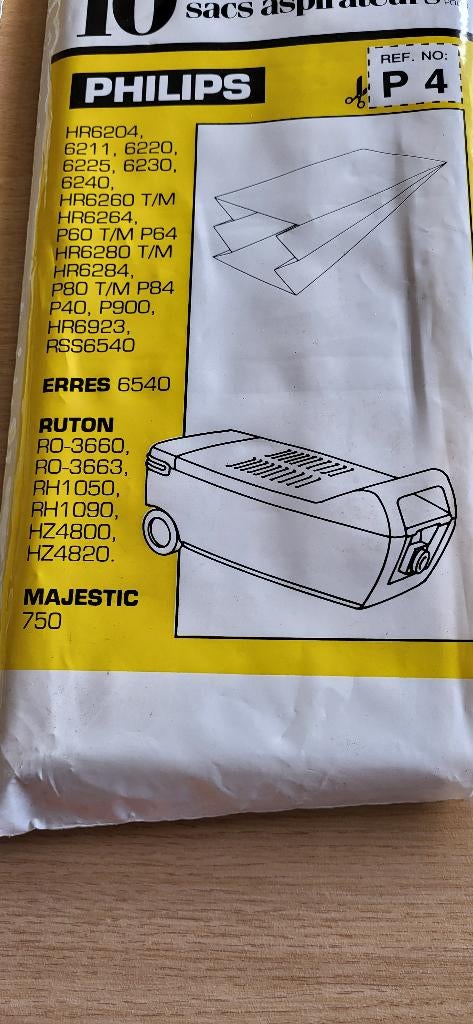 10
sacs aspirateurs
PHILIPS
REF. NO:
P 4
HR6204,
6211, 6220,
6225, 6230,
6240,
HR6260 T/M
HR6264,
P60 T/M P64
HR6280 T/M
HR6284,
P80 T/M P84
P40, P900,
HR6923,
RSS6540
ERRES 6540
RUTON
RO-3660,
RO-3663,
RH1050,
RH1090,
HZ4800,
HZ4820.
MAJESTIC
750